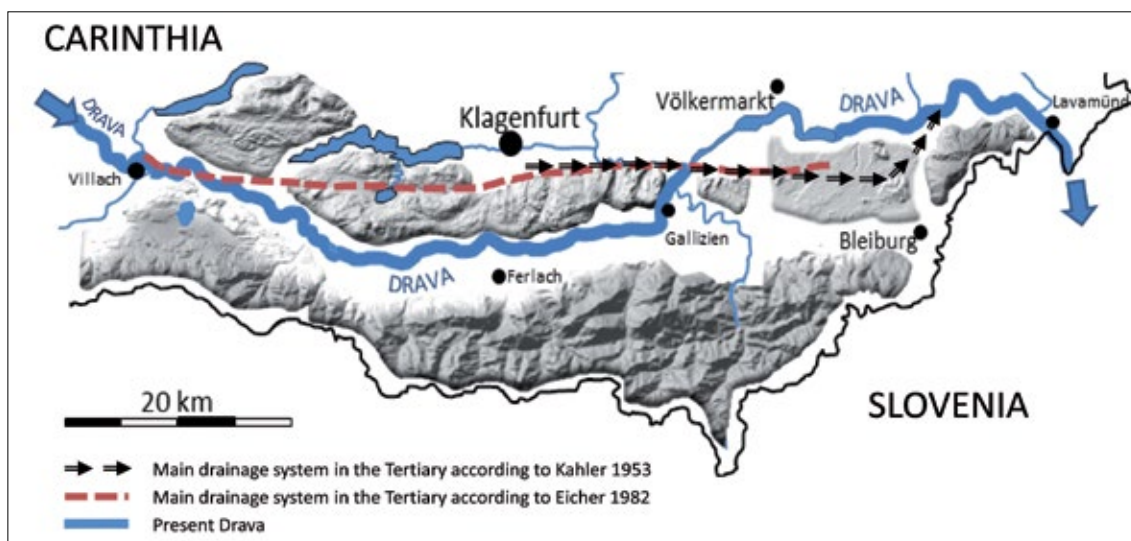 CARINTHIA
DRAVA
Villach
Klagenfurt
Völkermarkt
DRAVA
Lavamünd
Gallizien
Bleiburg
DRAVA
Ferlach
20 km
SLOVENIA
Main drainage system in the Tertiary according to Kahler 1953
Main drainage system in the Tertiary according to Eicher 1982
Present Drava